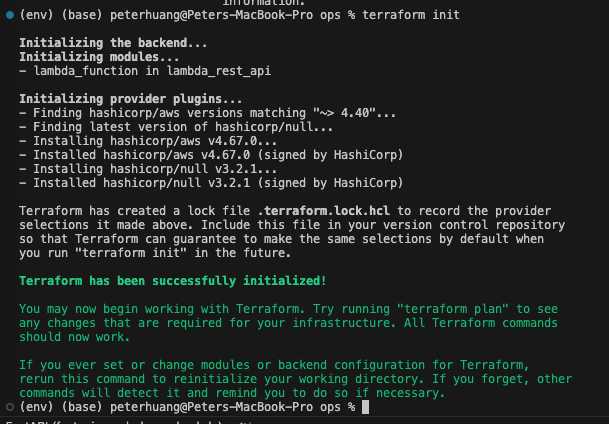 information.
(env) (base) peterhuang@Peters-MacBook-Pro ops % terraform init
Initializing the backend...
Initializing modules...
- lambda_function in lambda_rest_api
Initializing provider plugins...
- Finding hashicorp/aws versions matching "~> 4.40"...
- Finding latest version of hashicorp/null...
- Installing hashicorp/aws v4.67.0...
- Installed hashicorp/aws v4.67.0 (signed by HashiCorp)
- Installing hashicorp/null v3.2.1...
- Installed hashicorp/null v3.2.1 (signed by HashiCorp)
Terraform has created a lock file .terraform.lock.hcl to record the provider
selections it made above. Include this file in your version control repository
so that Terraform can guarantee to make the same selections by default when
you run "terraform init" in the future.
Terraform has been successfully initialized!
You may now begin working with Terraform. Try running "terraform plan" to see
any changes that are required for your infrastructure. All Terraform commands
should now work.
If you ever set or change modules or backend configuration for Terraform,
rerun this command to reinitialize your working directory. If you forget, other
commands will detect it and remind you to do so if necessary.
(env) (base) peterhuang@Peters-MacBook-Pro ops %